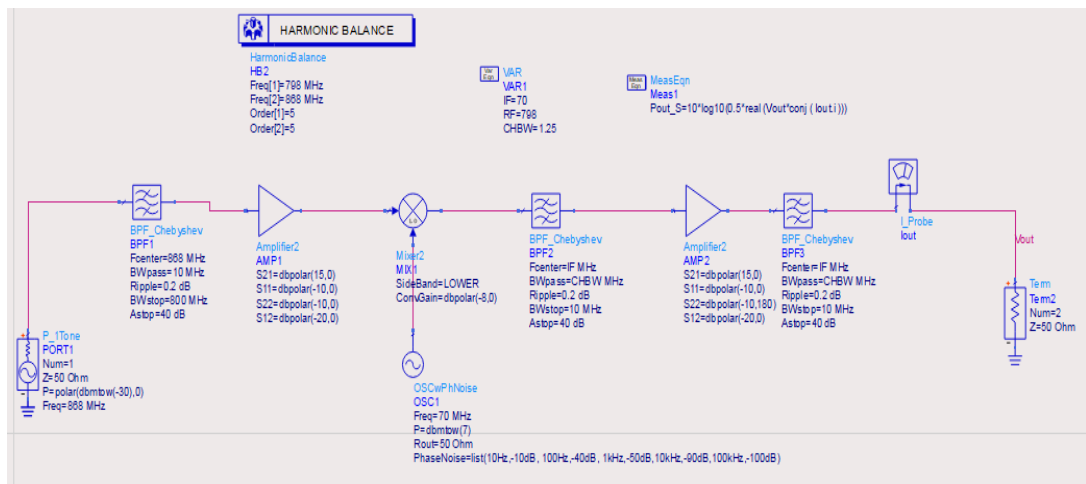 HARMONIC BALANCE
HarmonicBalance
HB2
Freq[1]=798 MHz
Freq[2]=868 MHz
Order[1]=5
Order[2]=5
Var
Eqn
VAR
VAR1
IF=70
RF=798
CHBW=1.25
Meas
Eqn
MeasEqn
Meas1
Pout_S=10*log10(0.5*real(Vout*conj ( Iout.i )))
BPF_Chebyshev
BPF1
Fcenter=868 MHz
BWpass=10 MHz
Ripple=0.2 dB
BWstop=800 MHz
Astop=40 dB
Amplifier2
AMP1
S21=dbpolar(15,0)
S11=dbpolar(-10,0)
S22=dbpolar(-10,0)
S12=dbpolar(-20,0)
LO
Mixer2
MIX1
SideBand=LOWER
ConvGain=dbpolar(-8,0)
BPF_Chebyshev
BPF2
Fcenter=IF MHz
BWpass=CHBW MHz
Ripple=0.2 dB
BWstop=10 MHz
Astop=40 dB
Amplifier2
AMP2
S21=dbpolar(15,0)
S11=dbpolar(-10,0)
S22=dbpolar(-10,180)
S12=dbpolar(-20,0)
BPF_Chebyshev
BPF3
Fcenter=IF MHz
BWpass=CHBW MHz
Ripple=0.2 dB
BWstop=10 MHz
Astop=40 dB
I_Probe
Iout
Vout
Term
Term2
Num=2
Z=50 Ohm
P_1Tone
PORT1
Num=1
Z=50 Ohm
P=polar(dbmtow(-30),0)
Freq=868 MHz
OSCwPhNoise
OSC1
Freq=70 MHz
P=dbmtow(7)
Rout=50 Ohm
PhaseNoise=list(10Hz,-10dB, 100Hz,-40dB, 1kHz,-50dB,10kHz,-90dB,100kHz,-100dB)